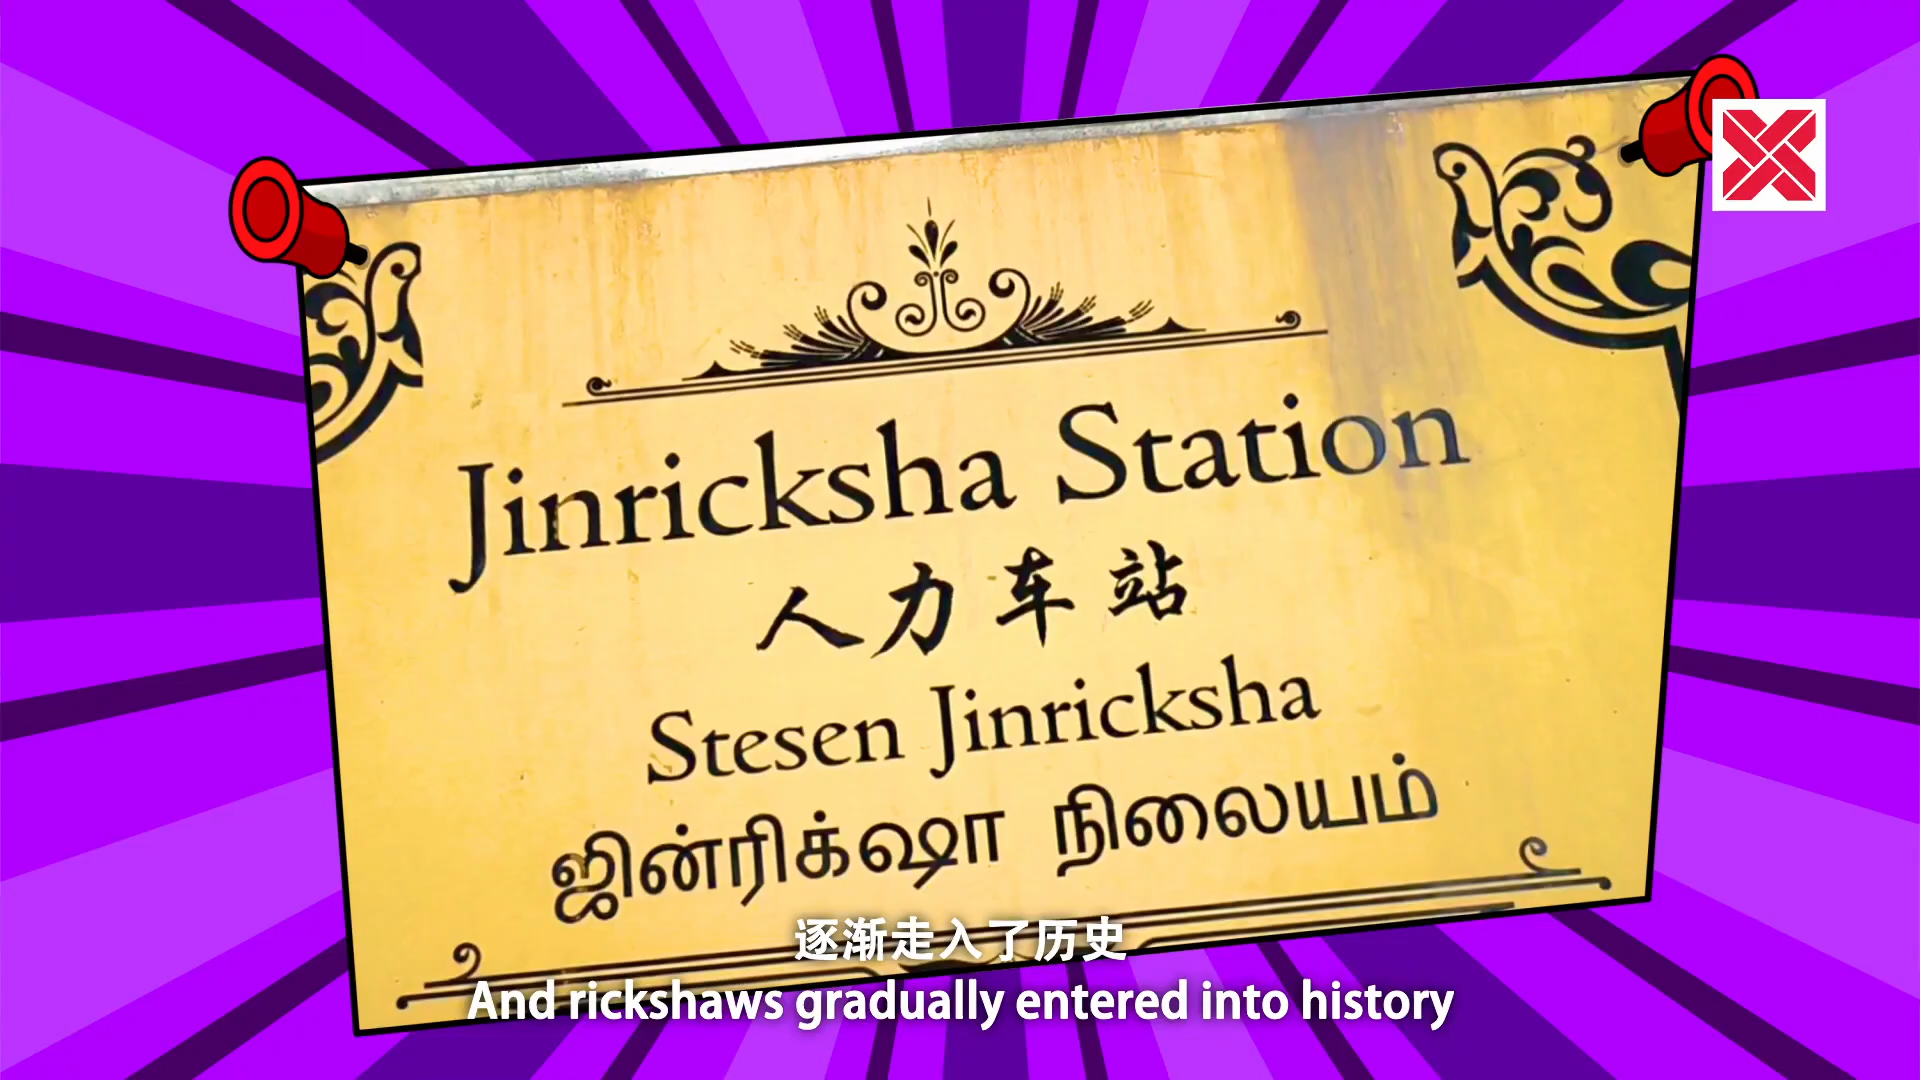 Jinricksha Station
人力车站
Stesen Jinricksha
ஜின்ரிக்ஷா நிலையம்
逐渐走入了历史
And rickshaws gradually entered into history